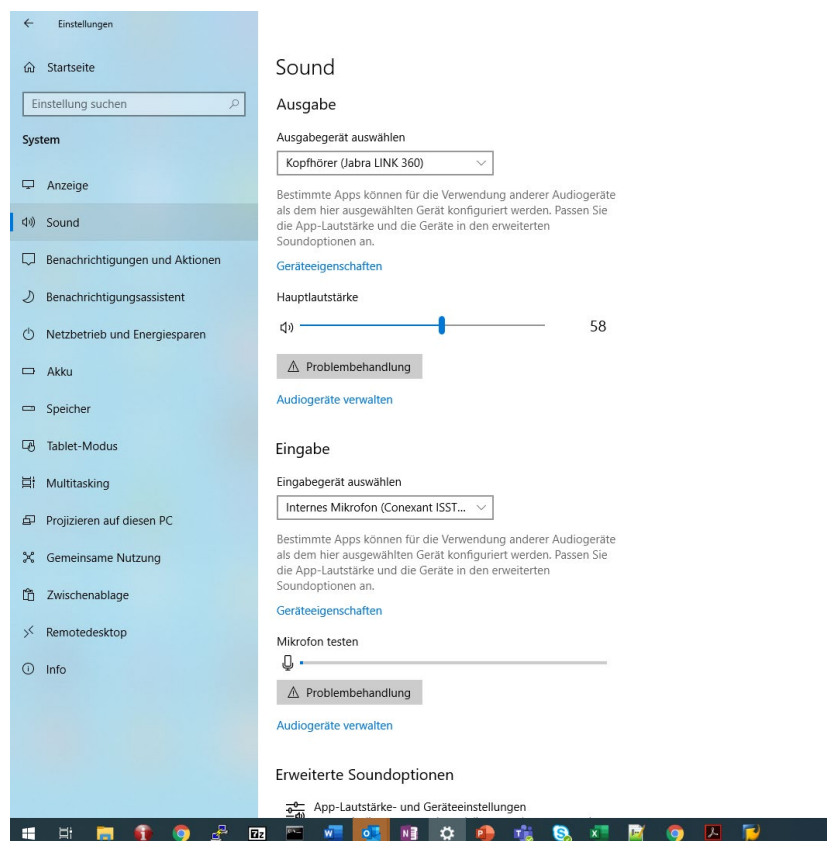 Einstellungen
Startseite
Einstellung suchen
System
Anzeige
Sound
Benachrichtigungen und Aktionen
Benachrichtigungsassistent
Netzbetrieb und Energiesparen
Akku
Speicher
Tablet-Modus
Multitasking
Projizieren auf diesen PC
Gemeinsame Nutzung
Zwischenablage
Remotedesktop
Info
Sound
Ausgabe
Ausgabegerät auswählen
Kopfhörer (Jabra LINK 360)
Bestimmte Apps können für die Verwendung anderer Audiogeräte
als dem hier ausgewählten Gerät konfiguriert werden. Passen Sie
die App-Lautstärke und die Geräte in den erweiterten
Soundoptionen an.
Geräteeigenschaften
Hauptlautstärke
58
Problembehandlung
Audiogeräte verwalten
Eingabe
Eingabegerät auswählen
Internes Mikrofon (Conexant ISST...
Bestimmte Apps können für die Verwendung anderer Audiogeräte
als dem hier ausgewählten Gerät konfiguriert werden. Passen Sie
die App-Lautstärke und die Geräte in den erweiterten
Soundoptionen an.
Geräteeigenschaften
Mikrofon testen
Problembehandlung
Audiogeräte verwalten
Erweiterte Soundoptionen
App-Lautstärke- und Geräteeinstellungen